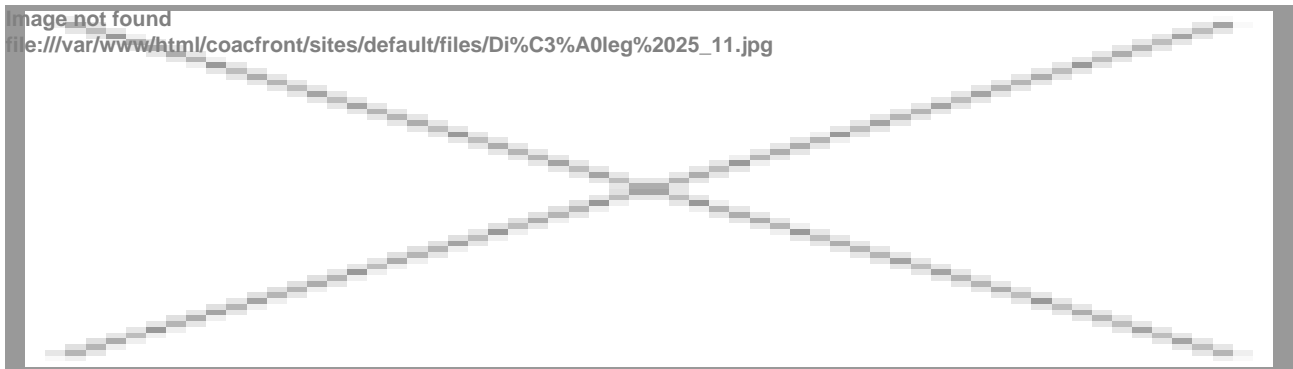 Image not found
file:///var/www/html/coacfront/sites/default/files/Di%C3%A0leg%2025_11.jpg